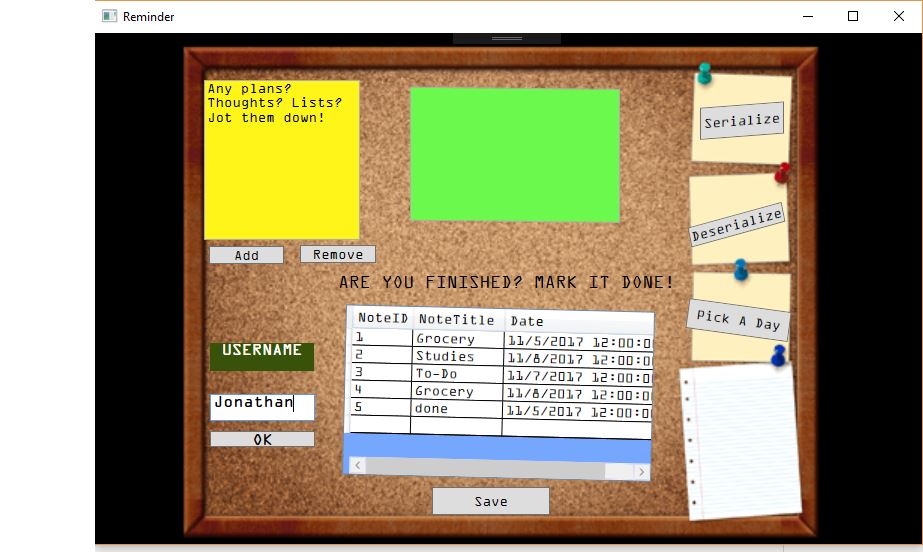 Reminder
Any plans?
Thoughts? Lists?
Jot them down!
Add
Remove
Serialize
Deserialize
Pick A Day
ARE YOU FINISHED? MARK IT DONE!
NoteID NoteTitle Date
1 Grocery 11/5/2017 12:00:0
2 Studies 11/8/2017 12:00:0
3 To-Do 11/7/2017 12:00:0
4 Grocery 11/8/2017 12:00:0
5 done 11/5/2017 12:00:0
USERNAME
Jonathan
OK
Save